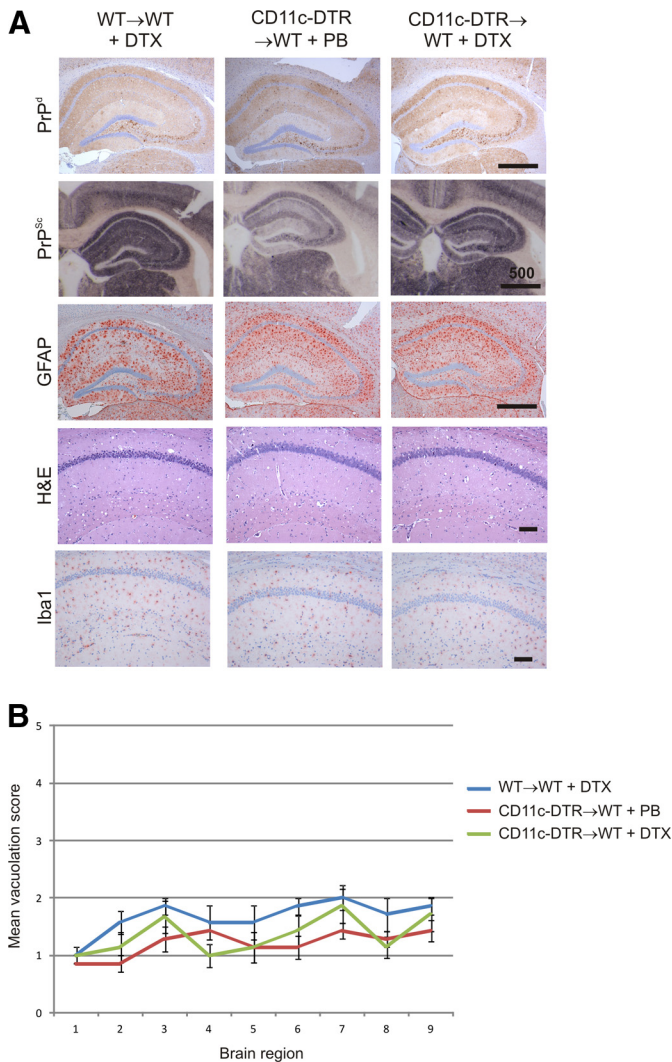 A
WT→WT
+ DTX
CD11c-DTR
→WT + PB
CD11c-DTR→
WT + DTX
PrPᵈ
PrPˢᶜ
500
GFAP
H&E
Iba1
B
Mean vacuolation score
5
4
3
2
1
0
1 2 3 4 5 6 7 8 9
Brain region
WT→WT + DTX
CD11c-DTR→WT + PB
CD11c-DTR→WT + DTX